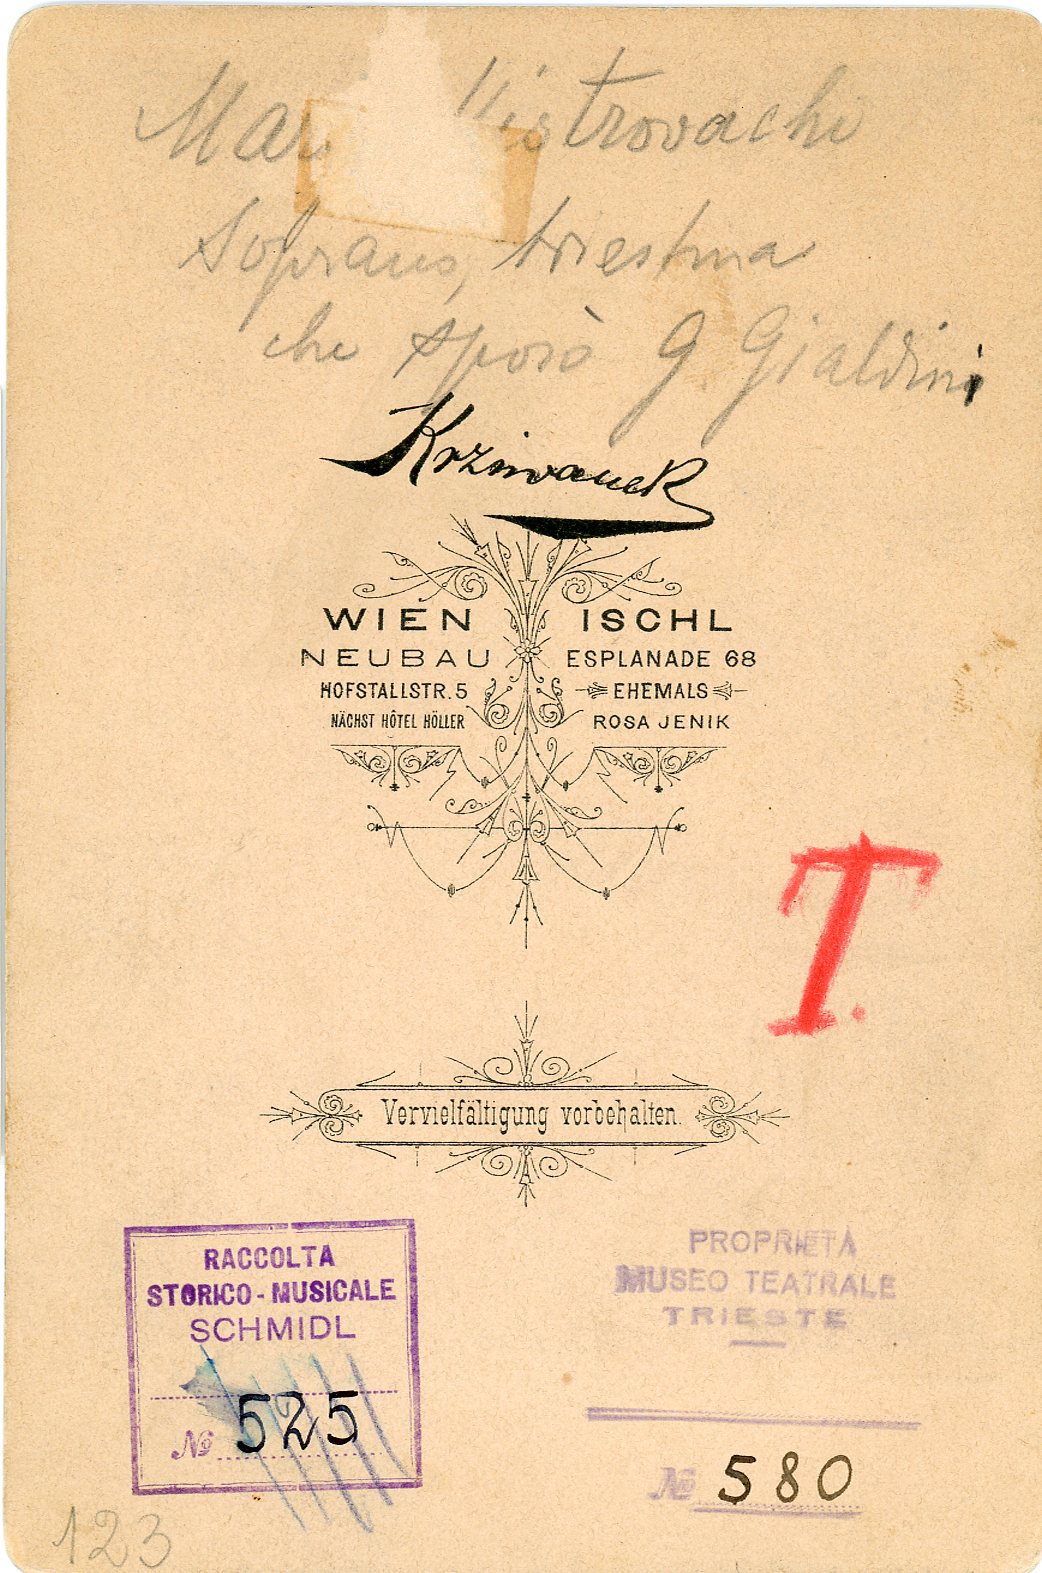 Soprano, triestina
che sposò G Gialdini
Krziwanek
WIEN
NEUBAU
HOFSTALLSTR. 5
NÄCHST HÔTEL HÖLLER
ISCHL
ESPLANADE 68
EHEMALS
ROSA JENIK
T.
Vervielfältigung vorbehalten.
RACCOLTA
STORICO-MUSICALE
SCHMIDL
No 525
PROPRIETÀ
MUSEO TEATRALE
TRIESTE
No 580
123